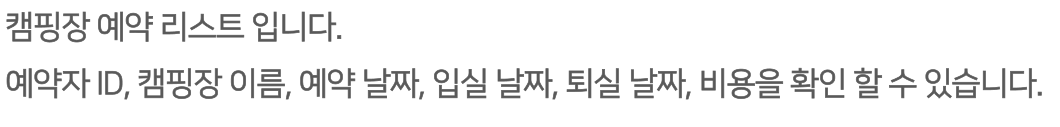 캠핑장 예약 리스트 입니다.
예약자 ID, 캠핑장 이름, 예약 날짜, 입실 날짜, 퇴실 날짜, 비용을 확인 할 수 있습니다.